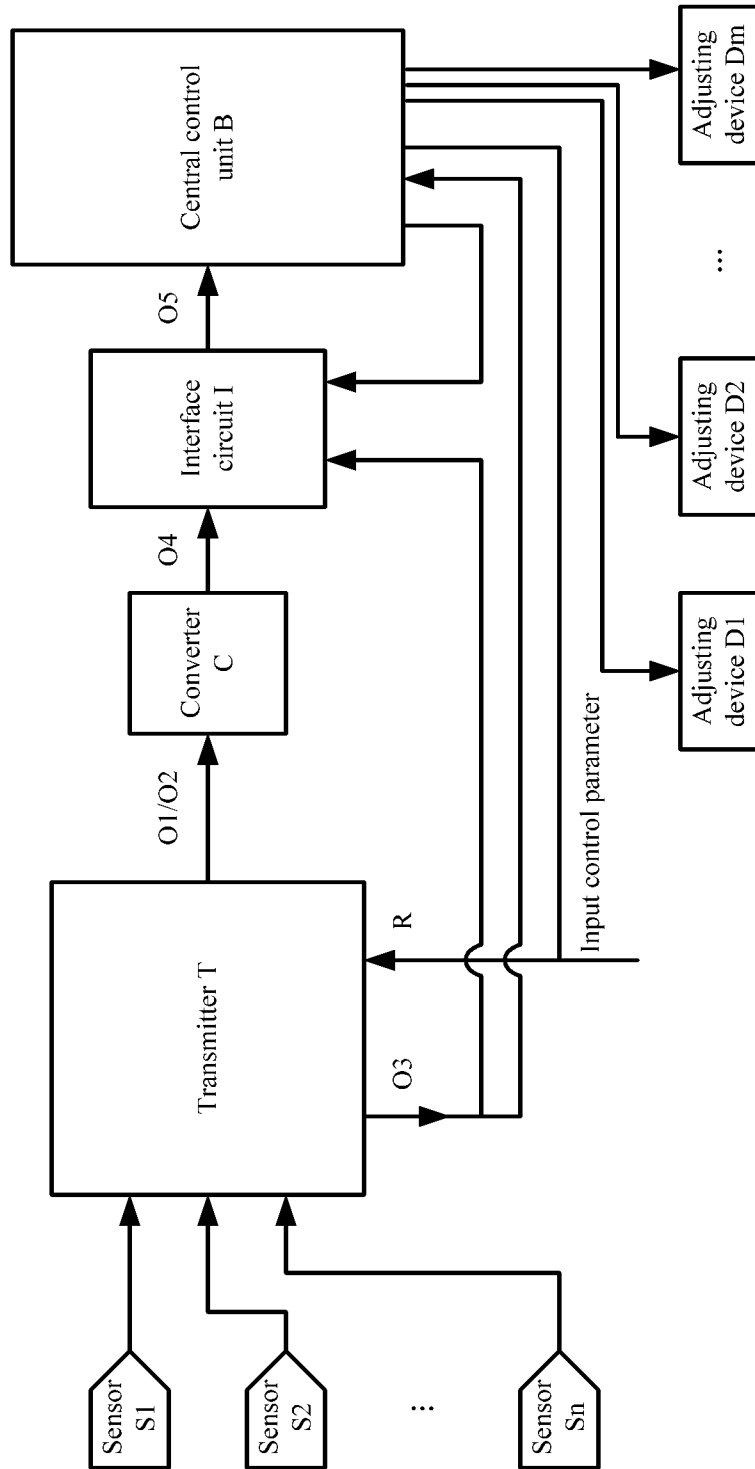 Sensor
S1
Sensor
S2
...
Sensor
Sn
Transmitter T
O1/O2
O3
R
Input control parameter
Converter
C
O4
Interface
circuit I
O5
Central control
unit B
Adjusting
device D1
Adjusting
device D2
...
Adjusting
device Dm